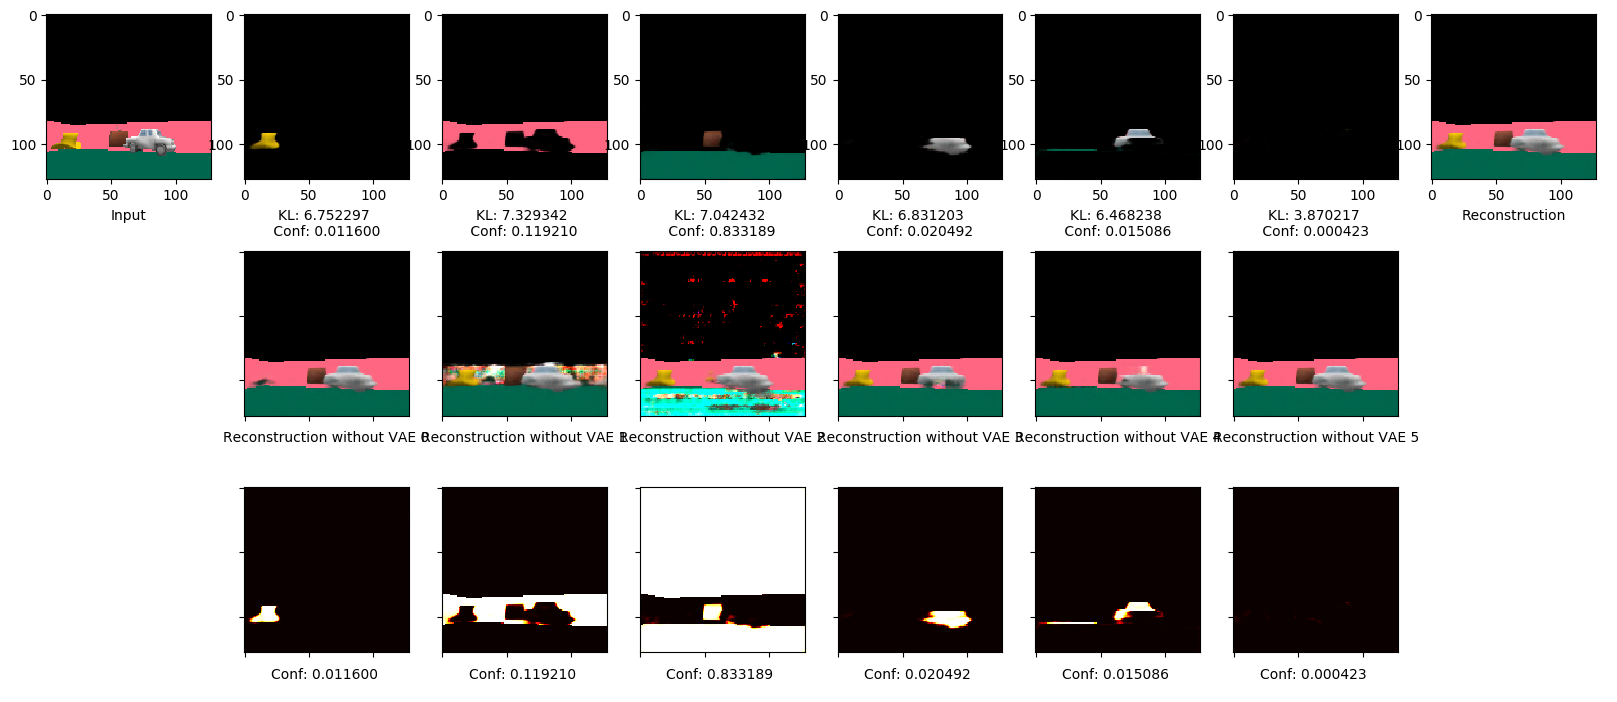 0 0 0 0 0 0 0 0
50 50 50 50 50 50 50 50
100 100 100 100 100 100 100 100
0 50 100 0 50 100 0 50 100 0 50 100 0 50 100 0 50 100 0 50 100 0 50 100
Input KL: 6.752297 KL: 7.329342 KL: 7.042432 KL: 6.831203 KL: 6.468238 KL: 3.870217 Reconstruction
Conf: 0.011600 Conf: 0.119210 Conf: 0.833189 Conf: 0.020492 Conf: 0.015086 Conf: 0.000423
Reconstruction without VAE 0 Reconstruction without VAE 1 Reconstruction without VAE 2 Reconstruction without VAE 3 Reconstruction without VAE 4 Reconstruction without VAE 5
Conf: 0.011600 Conf: 0.119210 Conf: 0.833189 Conf: 0.020492 Conf: 0.015086 Conf: 0.000423